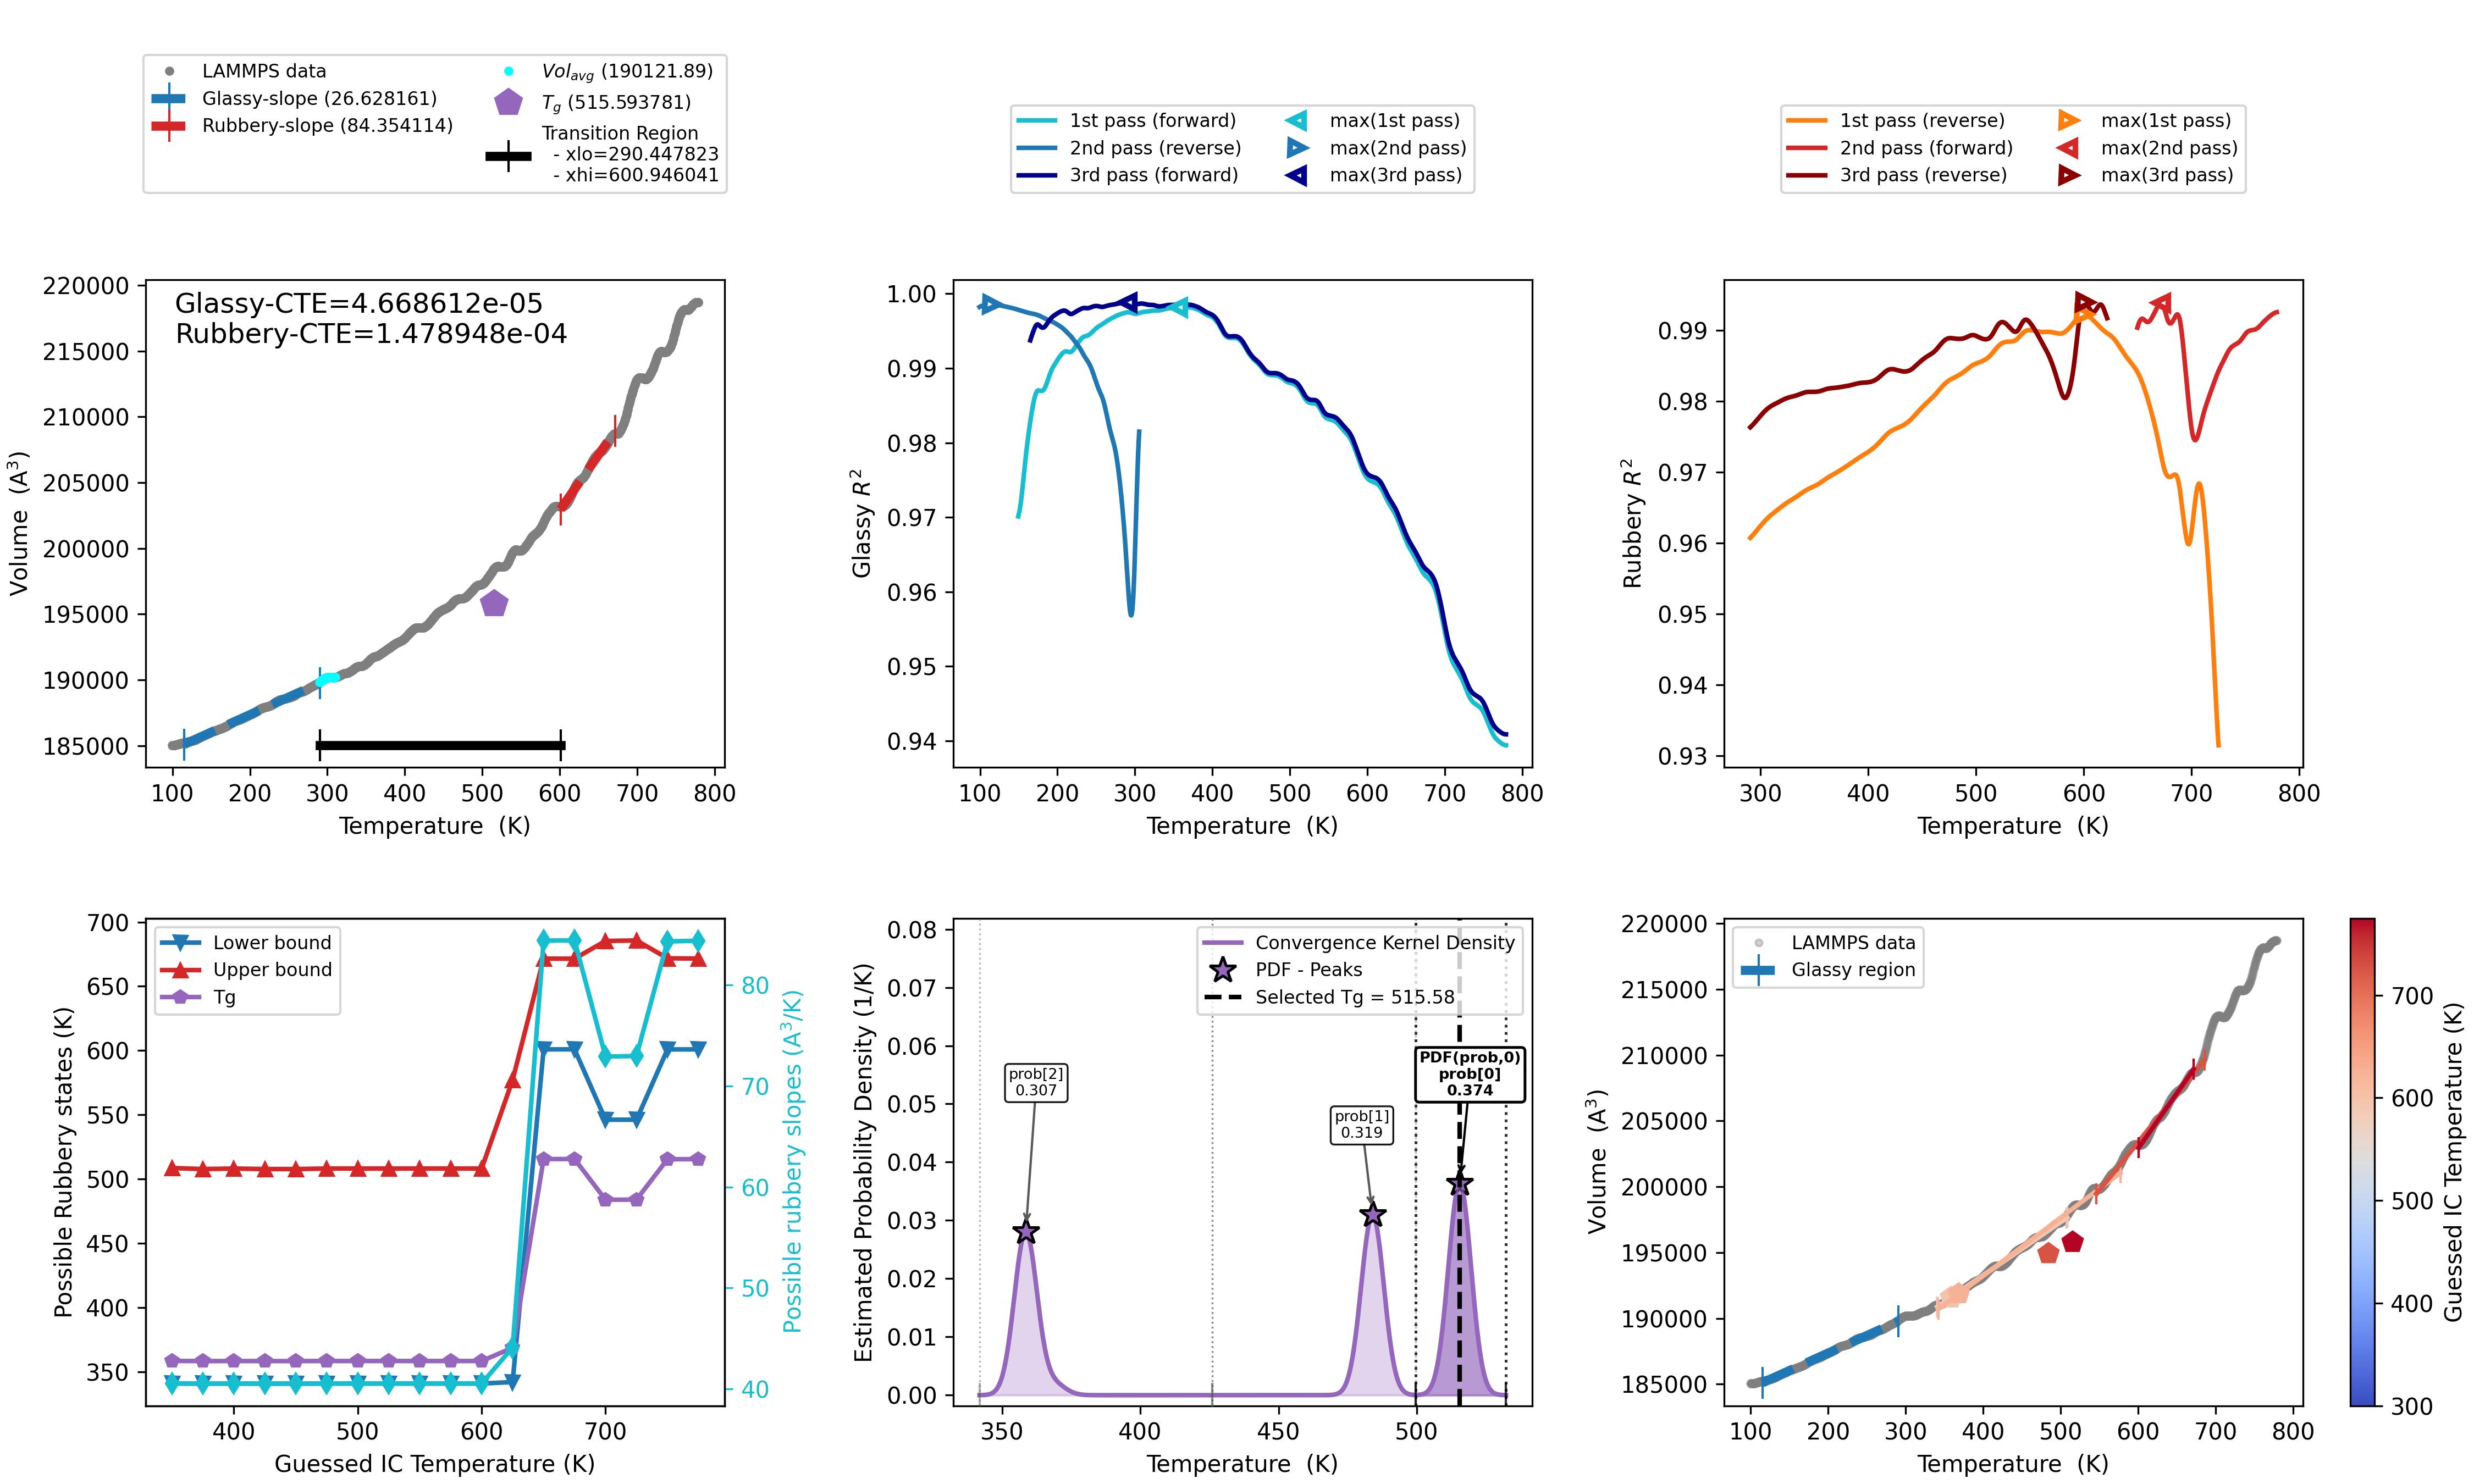 LAMMPS data
Glassy-slope (26.628161)
Rubbery-slope (84.354114)
Vol_avg (190121.89)
T_g (515.593781)
Transition Region
- xlo=290.447823
- xhi=600.946041
1st pass (forward)
2nd pass (reverse)
3rd pass (forward)
max(1st pass)
max(2nd pass)
max(3rd pass)
1st pass (reverse)
2nd pass (forward)
3rd pass (reverse)
max(1st pass)
max(2nd pass)
max(3rd pass)
Glassy-CTE=4.668612e-05
Rubbery-CTE=1.478948e-04
220000
215000
210000
205000
200000
195000
190000
185000
Volume (A³)
100 200 300 400 500 600 700 800
Temperature (K)
1.00
0.99
0.98
0.97
0.96
0.95
0.94
Glassy R²
100 200 300 400 500 600 700 800
Temperature (K)
0.99
0.98
0.97
0.96
0.95
0.94
0.93
Rubbery R²
300 400 500 600 700 800
Temperature (K)
Lower bound
Upper bound
Tg
700
650
600
550
500
450
400
350
Possible Rubbery states (K)
80
70
60
50
40
Possible rubbery slopes (A³/K)
400 500 600 700
Guessed IC Temperature (K)
Convergence Kernel Density
PDF - Peaks
Selected Tg = 515.58
0.08
0.07
0.06
0.05
0.04
0.03
0.02
0.01
0.00
Estimated Probability Density (1/K)
prob[2]
0.307
prob[1]
0.319
PDF(prob,0)
prob[0]
0.374
350 400 450 500
Temperature (K)
LAMMPS data
Glassy region
220000
215000
210000
205000
200000
195000
190000
185000
Volume (A³)
100 200 300 400 500 600 700 800
Temperature (K)
700
600
500
400
300
Guessed IC Temperature (K)